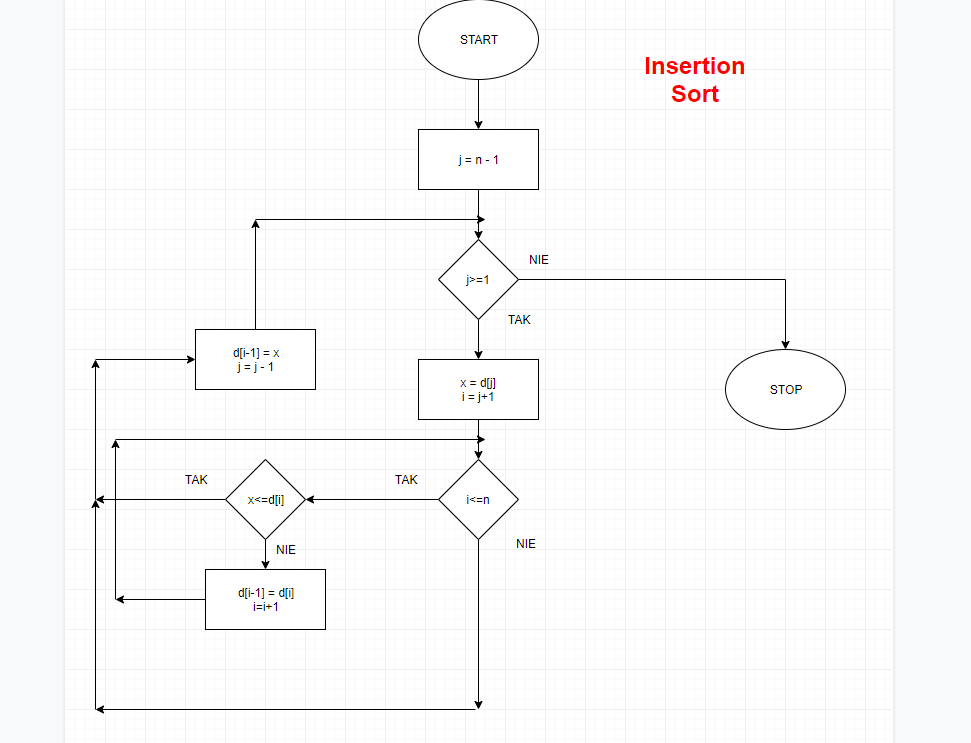 START
Insertion
Sort
j = n - 1
NIE
j>=1
TAK
d[i-1] = x
j = j - 1
x = d[j]
i = j+1
STOP
TAK
TAK
x<=d[i]
i<=n
NIE
NIE
d[i-1] = d[i]
i=i+1